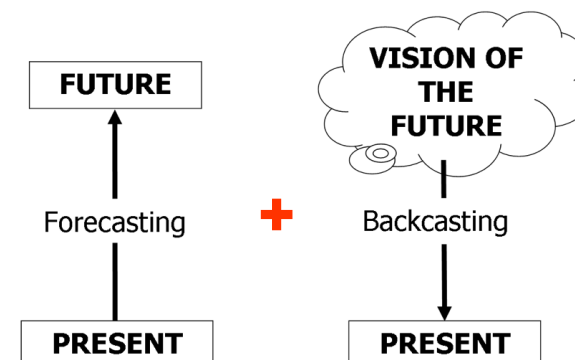 FUTURE
Forecasting
PRESENT
+
VISION OF
THE
FUTURE
Backcasting
PRESENT